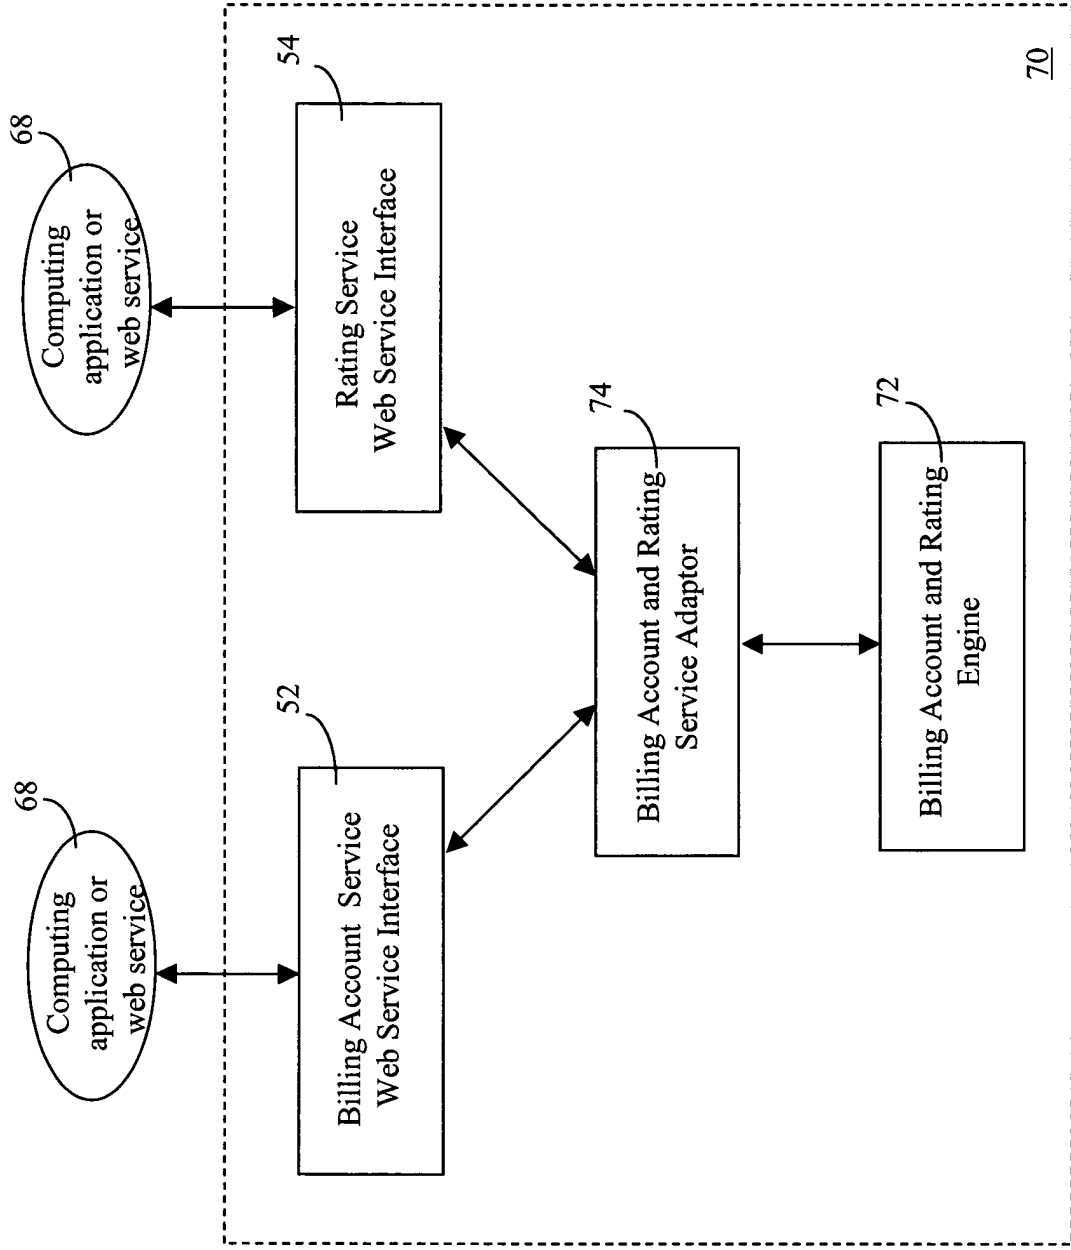 68
Computing
application or
web service
68
Computing
application or
web service
52
Billing Account Service
Web Service Interface
54
Rating Service
Web Service Interface
74
Billing Account and Rating
Service Adaptor
72
Billing Account and Rating
Engine
70